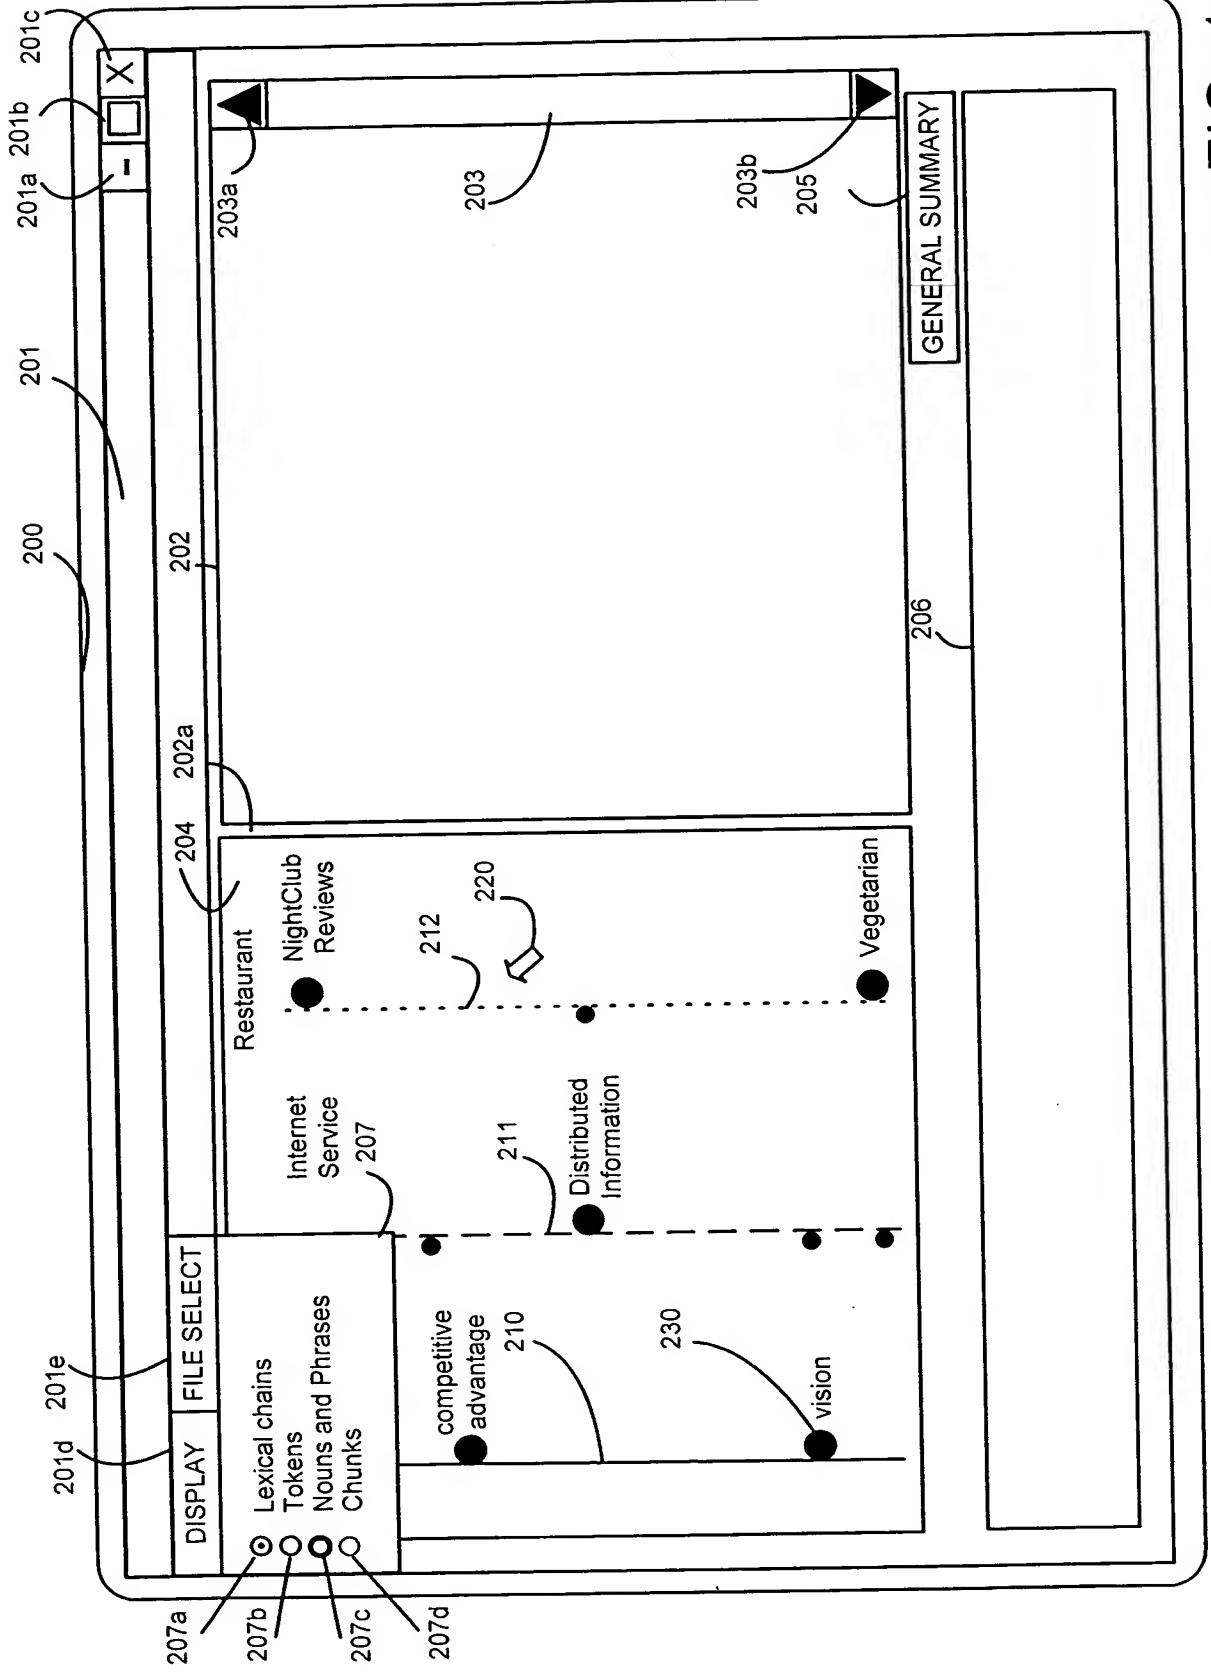 200
201
201a
201b
201c
201d
201e
DISPLAY
FILE SELECT
-
X
204
202a
202
207a
207b
207c
207d
Lexical chains
Tokens
Nouns and Phrases
Chunks
Internet
Service
207
Restaurant
NightClub
Reviews
203a
competitive
advantage
210
211
212
220
203
Distributed
Information
230
vision
Vegetarian
203b
205
GENERAL SUMMARY
206